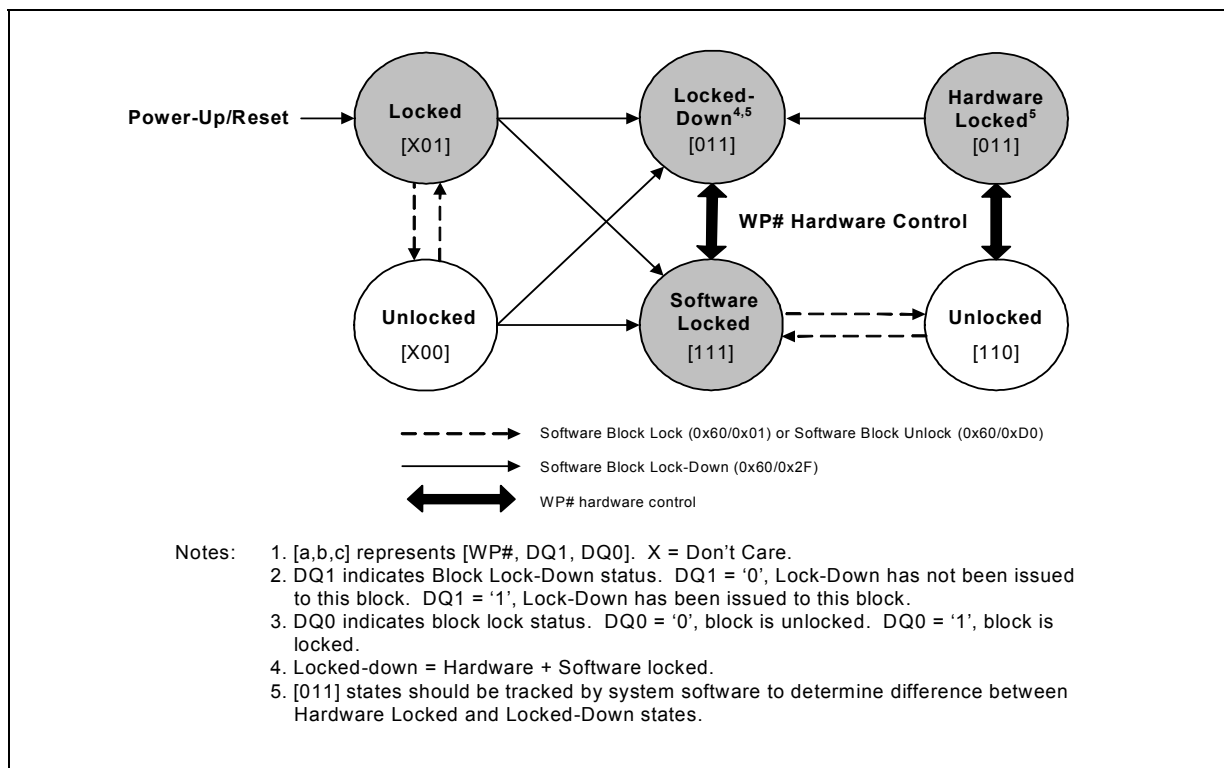 Power-Up/Reset
Locked
[X01]
Locked-
Down4,5
[011]
Hardware
Locked5
[011]
WP# Hardware Control
Unlocked
[X00]
Software
Locked
[111]
Unlocked
[110]
Software Block Lock (0x60/0x01) or Software Block Unlock (0x60/0xD0)
Software Block Lock-Down (0x60/0x2F)
WP# hardware control
Notes: 1. [a,b,c] represents [WP#, DQ1, DQ0]. X = Don't Care.
2. DQ1 indicates Block Lock-Down status. DQ1 = ‘0’, Lock-Down has not been issued
to this block. DQ1 = ‘1’, Lock-Down has been issued to this block.
3. DQ0 indicates block lock status. DQ0 = ‘0’, block is unlocked. DQ0 = ‘1’, block is
locked.
4. Locked-down = Hardware + Software locked.
5. [011] states should be tracked by system software to determine difference between
Hardware Locked and Locked-Down states.